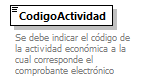 CodigoActividad
Se debe indicar el código de
la actividad económica a la
cual corresponde el
comprobante electrónico